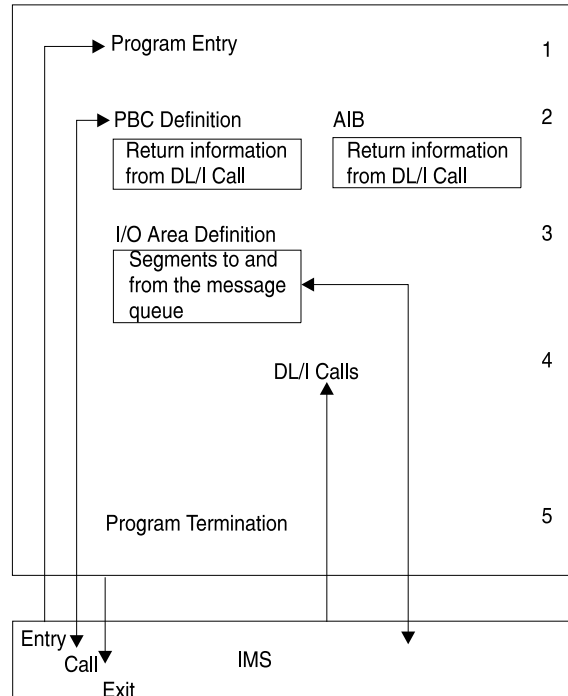 Program Entry 1
PBC Definition AIB 2
Return information Return information
from DL/I Call from DL/I Call
I/O Area Definition 3
Segments to and
from the message
queue
4
DL/I Calls
Program Termination 5
Entry
Call IMS
Exit